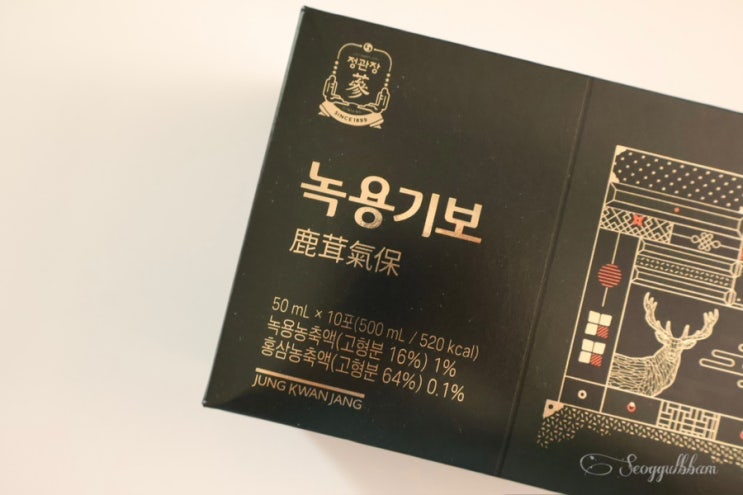 정관장
蔘
SINCE 1899
녹용기보
鹿茸氣保
50 mL × 10포(500 mL / 520 kcal)
녹용농축액(고형분 16%) 1%
홍삼농축액(고형분 64%) 0.1%
JUNG KWAN JANG
Seoggubbam